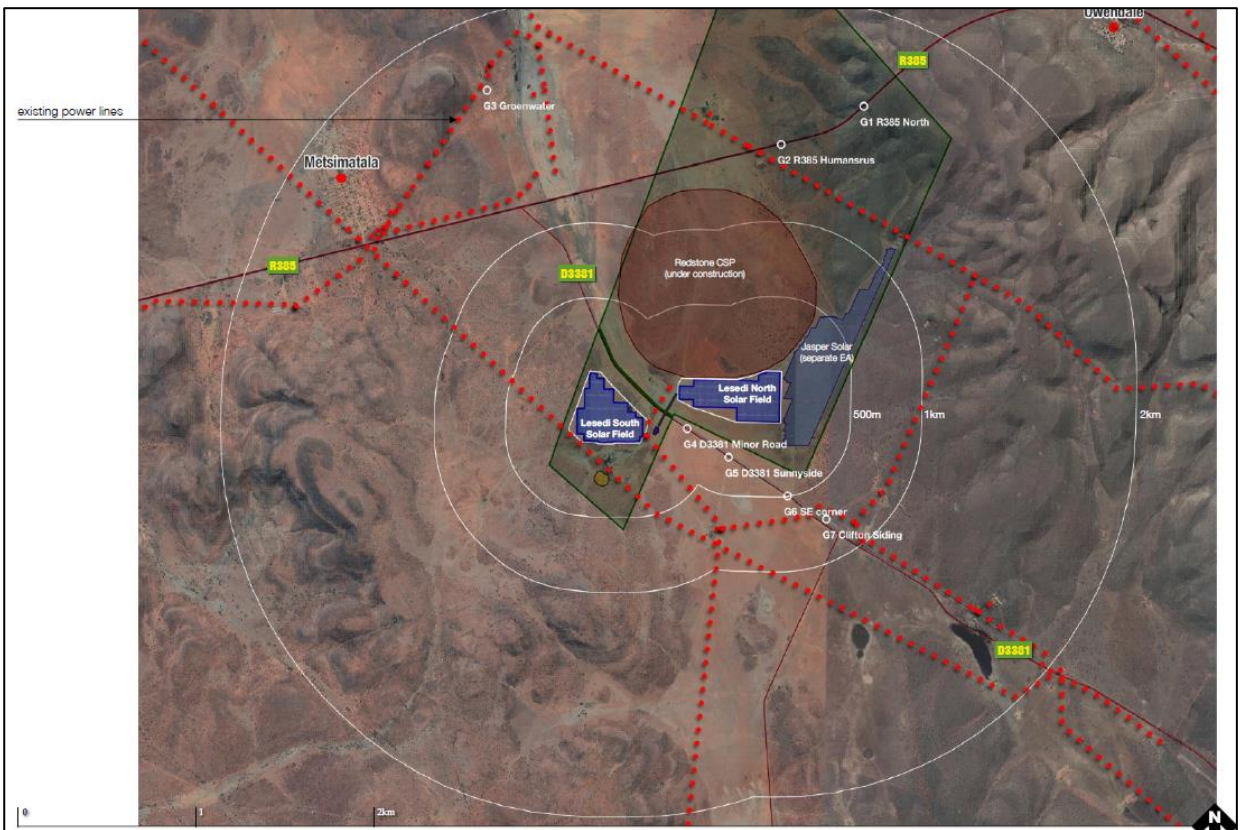 Owendale
R385
existing power lines
G3 Groenwater
G1 R385 North
G2 R385 Humansrus
Metsimatala
R385
D3381
Redstone CSP
(under construction)
Jasper Solar
(separate EA)
Lesedi North
Solar Field
500m
1km
2km
Lesedi South
Solar Field
G4 D3381 Minor Road
G5 D3381 Sunnyside
G6 SE corner
G7 Clifton Siding
D3381
0
1
2km
N